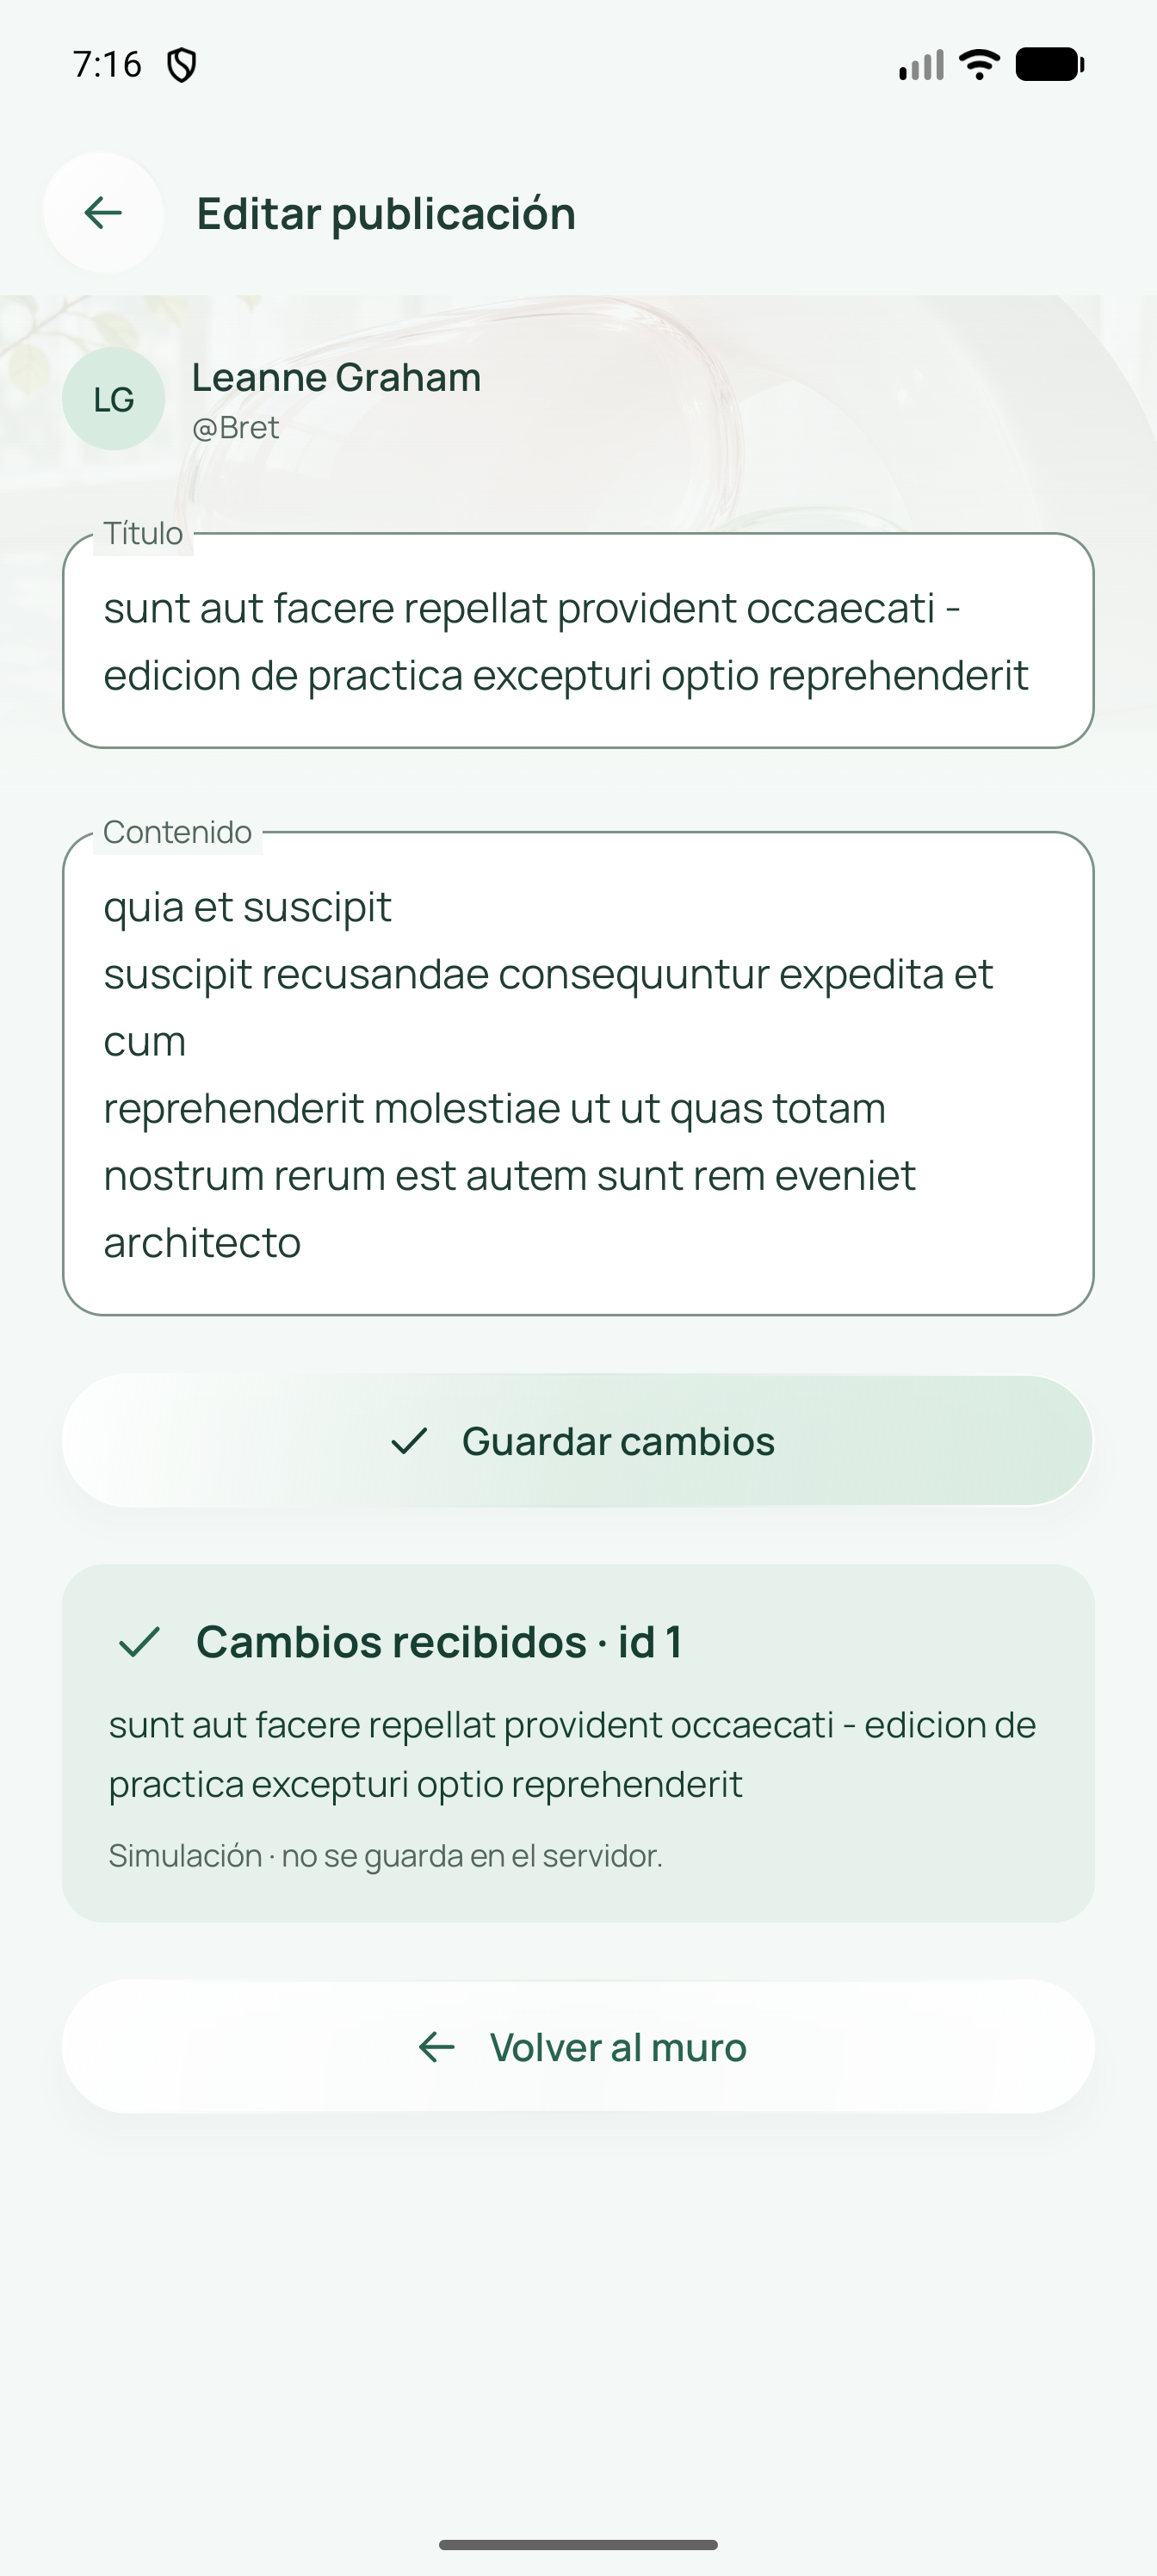 7:16
Editar publicación
LG
Leanne Graham
@Bret
Título
sunt aut facere repellat provident occaecati -
edicion de practica excepturi optio reprehenderit
Contenido
quia et suscipit
suscipit recusandae consequuntur expedita et
cum
reprehenderit molestiae ut ut quas totam
nostrum rerum est autem sunt rem eveniet
architecto
Guardar cambios
Cambios recibidos · id 1
sunt aut facere repellat provident occaecati - edicion de
practica excepturi optio reprehenderit
Simulación · no se guarda en el servidor.
Volver al muro